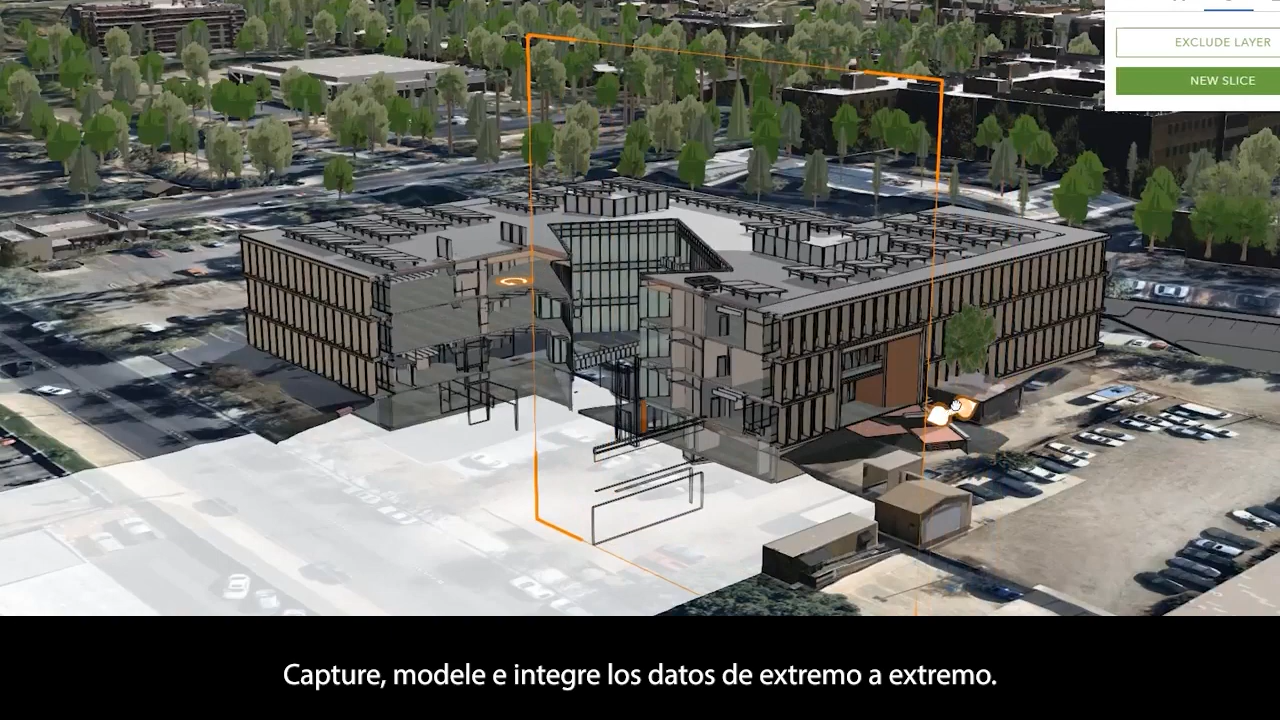 EXCLUDE LAYER
NEW SLICE
Capture, modele e integre los datos de extremo a extremo.